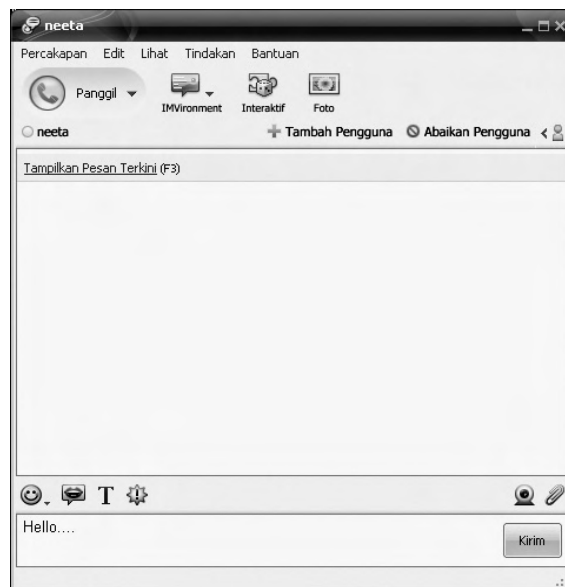 neeta
Percakapan Edit Lihat Tindakan Bantuan
Panggil IMVironment Interaktif Foto
neeta Tambah Pengguna Abaikan Pengguna
Tampilkan Pesan Terkini (F3)
T
Hello....
Kirim